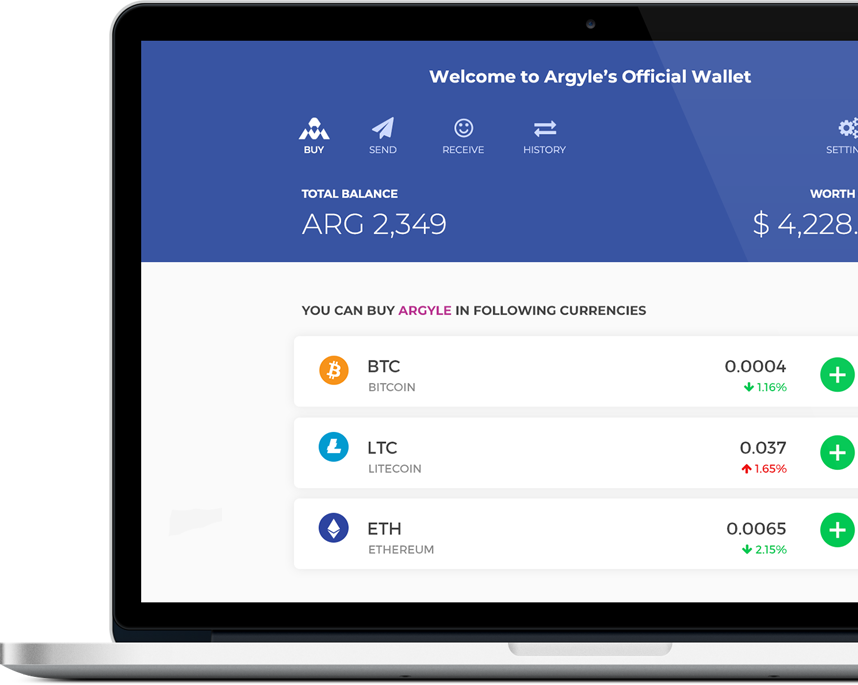 Welcome to Argyle's Official Wallet
BUY
SEND
RECEIVE
HISTORY
TOTAL BALANCE
WORTH
ARG 2,349
$ 4,228.
YOU CAN BUY ARGYLE IN FOLLOWING CURRENCIES
BTC
0.0004
BITCOIN
1.16%
LTC
0.037
LITECOIN
1.65%
ETH
0.0065
ETHEREUM
2.15%